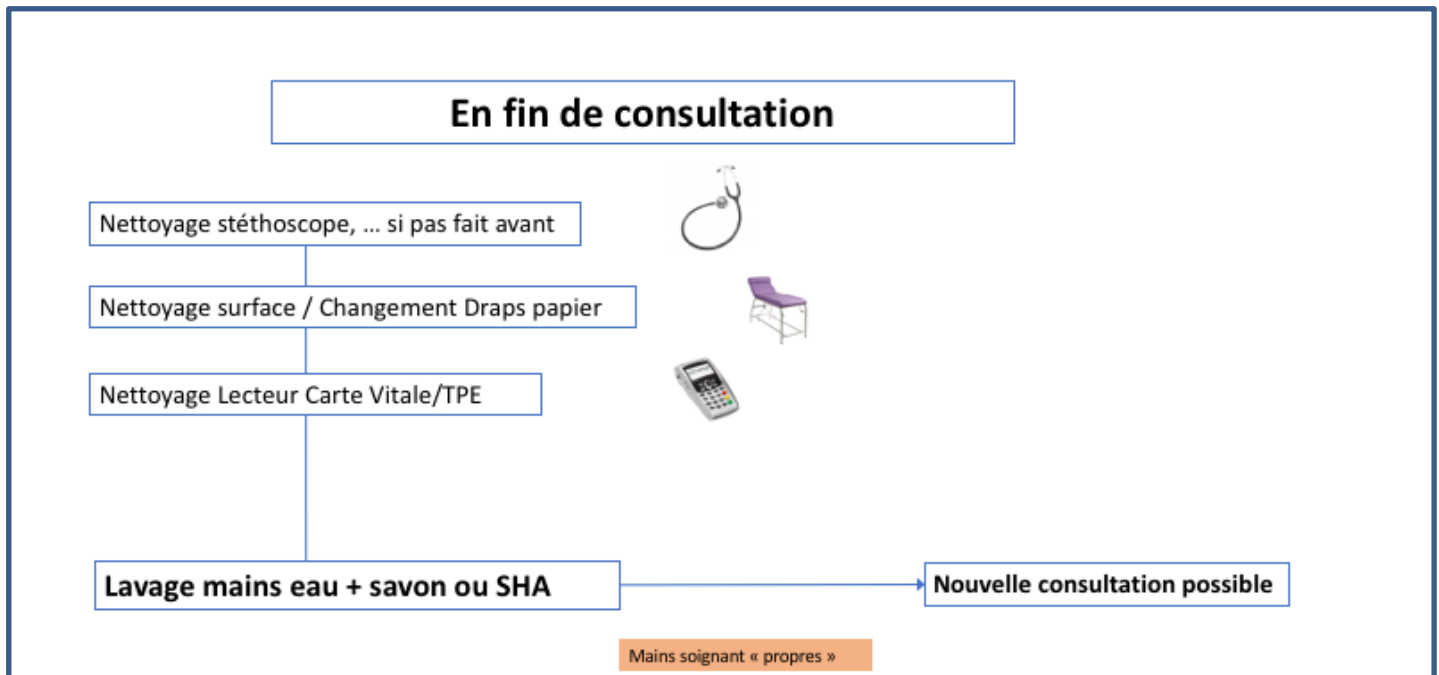 En fin de consultation
Nettoyage stéthoscope, ... si pas fait avant
Nettoyage surface / Changement Draps papier
Nettoyage Lecteur Carte Vitale/TPE
Lavage mains eau + savon ou SHA
Nouvelle consultation possible
Mains soignant « propres »